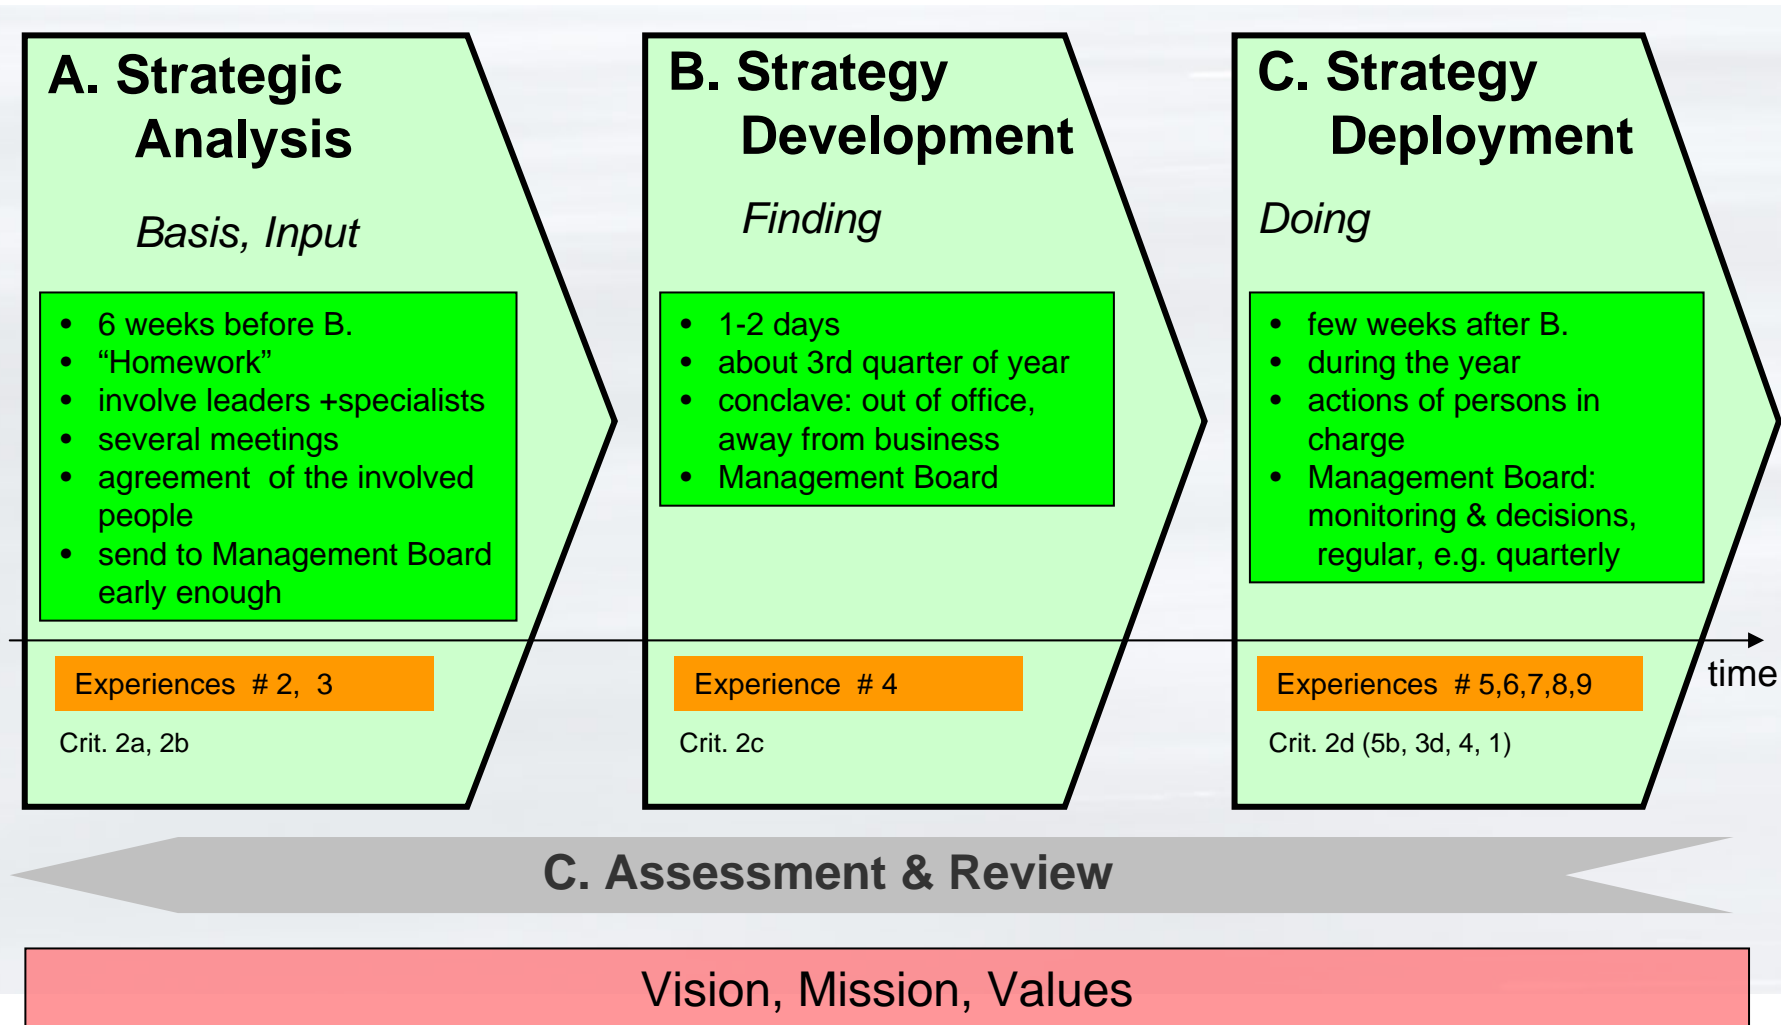 A. Strategic
Analysis
Basis, Input
• 6 weeks before B.
• “Homework”
• involve leaders +specialists
• several meetings
• agreement  of the involved
people
• send to Management Board
early enough
Experiences  # 2,  3
Crit. 2a, 2b
B. Strategy
Development
Finding
• 1-2 days
• about 3rd quarter of year
• conclave: out of office,
away from business
• Management Board
Experience  # 4
Crit. 2c
C. Strategy
Deployment
Doing
• few weeks after B.
• during the year
• actions of persons in
charge
• Management Board:
monitoring & decisions,
regular, e.g. quarterly
Experiences  # 5,6,7,8,9
Crit. 2d (5b, 3d, 4, 1)
time
C. Assessment & Review
Vision, Mission, Values